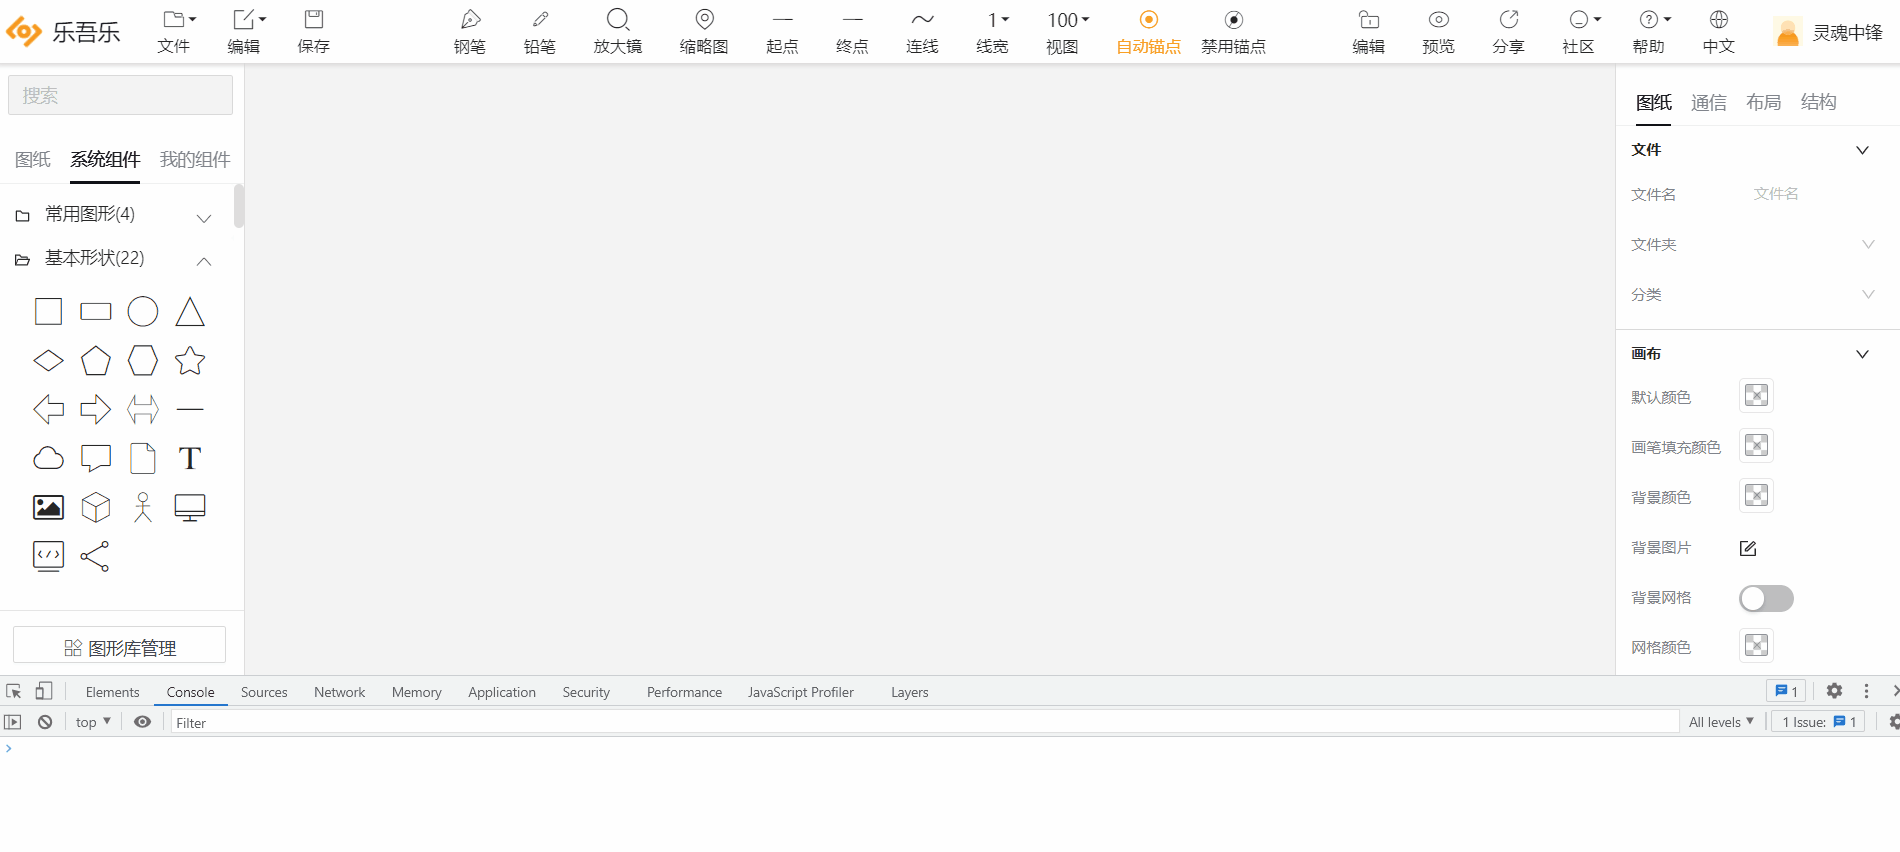 乐吾乐
文件 编辑 保存 钢笔 铅笔 放大镜 缩略图 起点 终点 连线 1 线宽 100 视图 自动锚点 禁用锚点 编辑 预览 分享 社区 帮助 中文 灵魂中锋
搜索
图纸 系统组件 我的组件
常用图形(4)
基本形状(22)
T
图形库管理
图纸 通信 布局 结构
文件
文件名 文件名
文件夹
分类
画布
默认颜色
画笔填充颜色
背景颜色
背景图片
背景网格
网格颜色
Elements Console Sources Network Memory Application Security Performance JavaScript Profiler Layers 1
top Filter All levels 1 Issue: 1